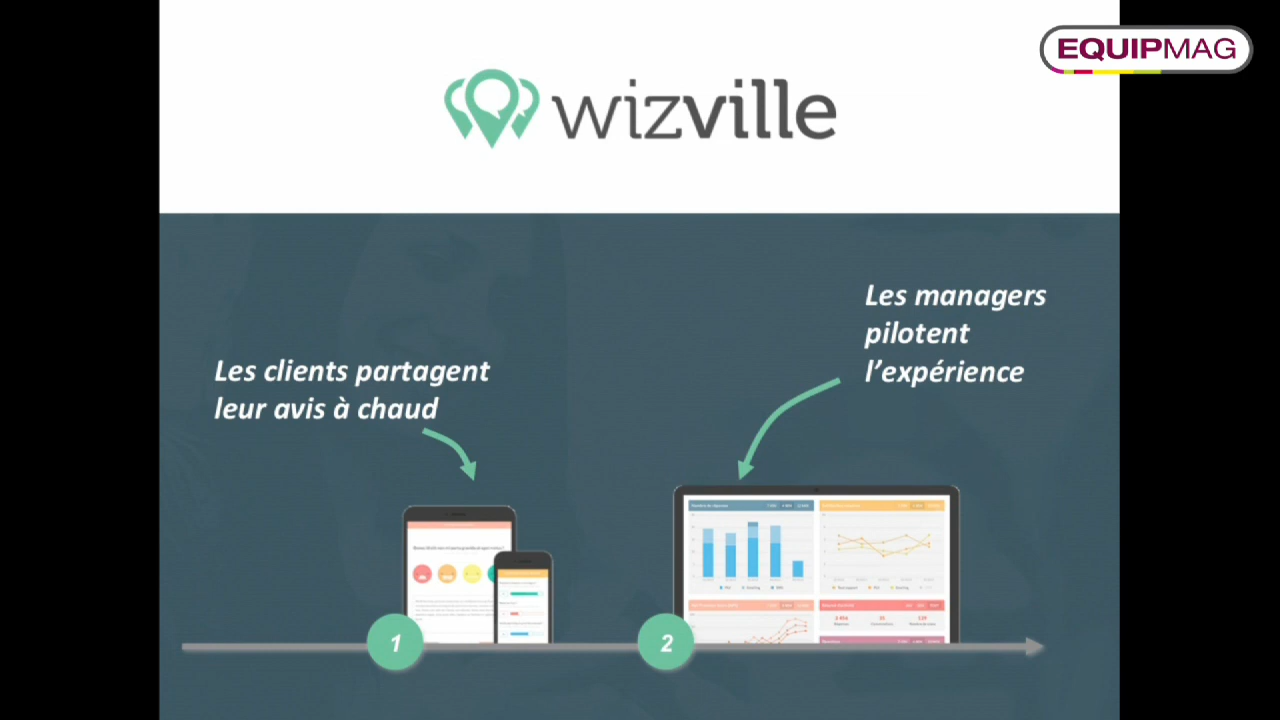 EQUIPMAG
wizville
Les managers
pilotent
l'expérience
Les clients partagent
leur avis à chaud
1
2